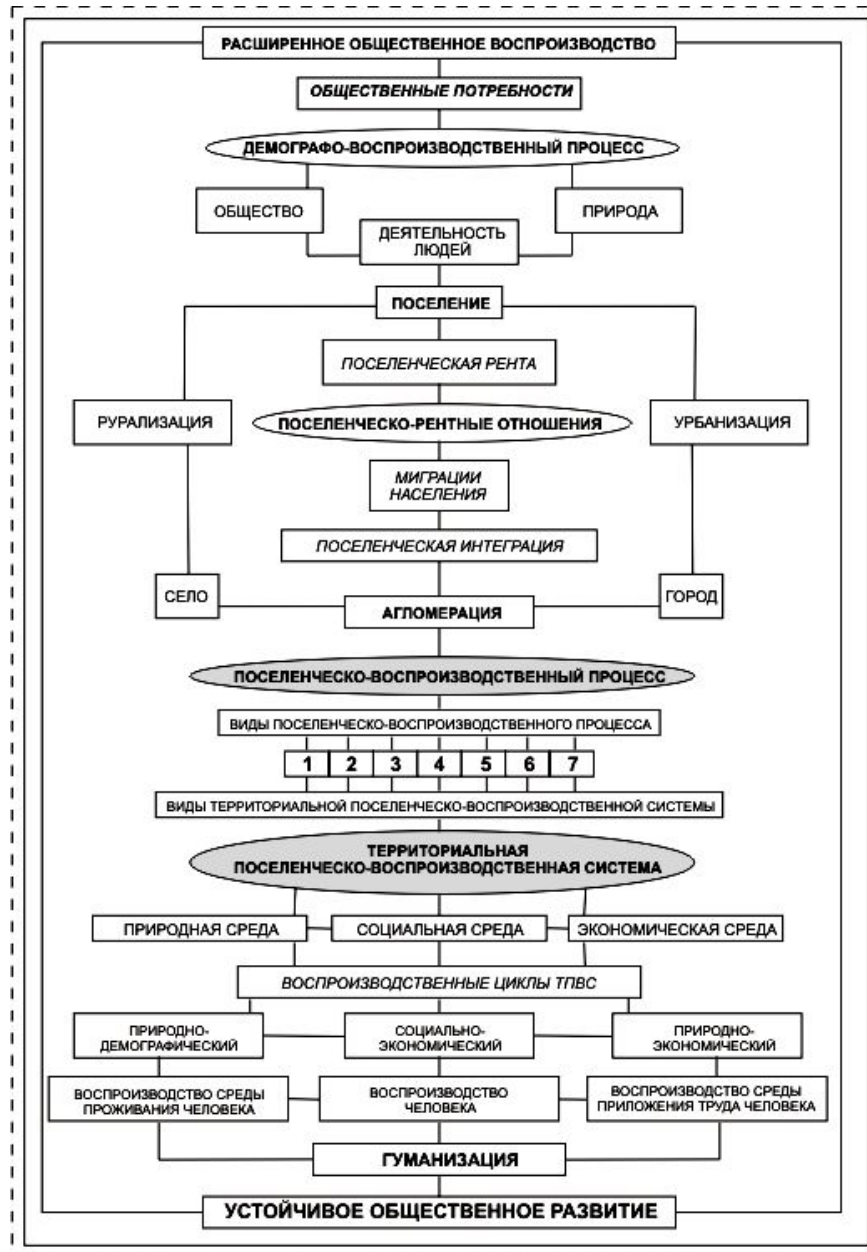 РАСШИРЕННОЕ ОБЩЕСТВЕННОЕ ВОСПРОИЗВОДСТВО
ОБЩЕСТВЕННЫЕ ПОТРЕБНОСТИ
ДЕМОГРАФО-ВОСПРОИЗВОДСТВЕННЫЙ ПРОЦЕСС
ОБЩЕСТВО
ПРИРОДА
ДЕЯТЕЛЬНОСТЬ
ЛЮДЕЙ
ПОСЕЛЕНИЕ
ПОСЕЛЕНЧЕСКАЯ РЕНТА
РУРАЛИЗАЦИЯ
ПОСЕЛЕНЧЕСКО-РЕНТНЫЕ ОТНОШЕНИЯ
УРБАНИЗАЦИЯ
МИГРАЦИИ
НАСЕЛЕНИЯ
ПОСЕЛЕНЧЕСКАЯ ИНТЕГРАЦИЯ
СЕЛО
АГЛОМЕРАЦИЯ
ГОРОД
ПОСЕЛЕНЧЕСКО-ВОСПРОИЗВОДСТВЕННЫЙ ПРОЦЕСС
ВИДЫ ПОСЕЛЕНЧЕСКО-ВОСПРОИЗВОДСТВЕННОГО ПРОЦЕССА
1 2 3 4 5 6 7
ВИДЫ ТЕРРИТОРИАЛЬНОЙ ПОСЕЛЕНЧЕСКО-ВОСПРОИЗВОДСТВЕННОЙ СИСТЕМЫ
ТЕРРИТОРИАЛЬНАЯ
ПОСЕЛЕНЧЕСКО-ВОСПРОИЗВОДСТВЕННАЯ СИСТЕМА
ПРИРОДНАЯ СРЕДА
СОЦИАЛЬНАЯ СРЕДА
ЭКОНОМИЧЕСКАЯ СРЕДА
ВОСПРОИЗВОДСТВЕННЫЕ ЦИКЛЫ ТПВС
ПРИРОДНО-
ДЕМОГРАФИЧЕСКИЙ
СОЦИАЛЬНО-
ЭКОНОМИЧЕСКИЙ
ПРИРОДНО-
ЭКОНОМИЧЕСКИЙ
ВОСПРОИЗВОДСТВО СРЕДЫ
ПРОЖИВАНИЯ ЧЕЛОВЕКА
ВОСПРОИЗВОДСТВО
ЧЕЛОВЕКА
ВОСПРОИЗВОДСТВО СРЕДЫ
ПРИЛОЖЕНИЯ ТРУДА ЧЕЛОВЕКА
ГУМАНИЗАЦИЯ
УСТОЙЧИВОЕ ОБЩЕСТВЕННОЕ РАЗВИТИЕ